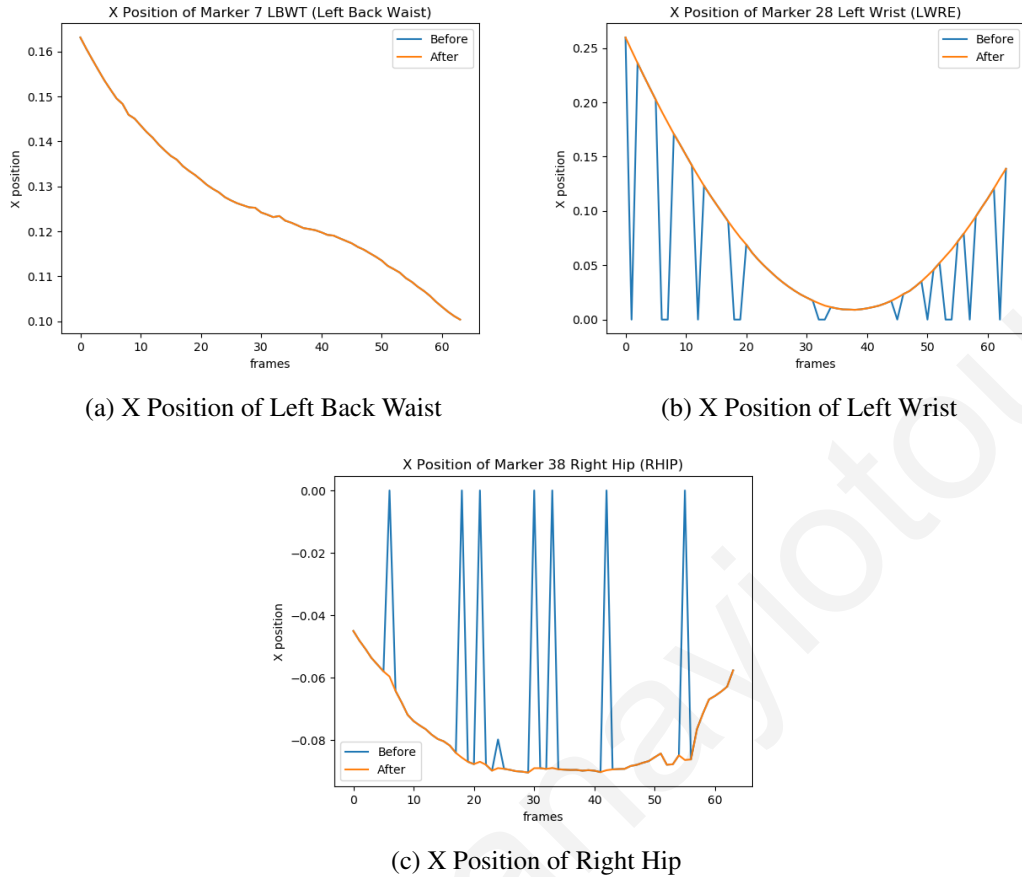 X Position of Marker 7 LBWT (Left Back Waist)
X position
0.16
0.15
0.14
0.13
0.12
0.11
0.10
0 10 20 30 40 50 60
frames
Before
After
(a) X Position of Left Back Waist
X Position of Marker 28 Left Wrist (LWRE)
X position
0.25
0.20
0.15
0.10
0.05
0.00
0 10 20 30 40 50 60
frames
Before
After
(b) X Position of Left Wrist
X Position of Marker 38 Right Hip (RHIP)
X position
0.00
−0.02
−0.04
−0.06
−0.08
0 10 20 30 40 50 60
frames
Before
After
(c) X Position of Right Hip